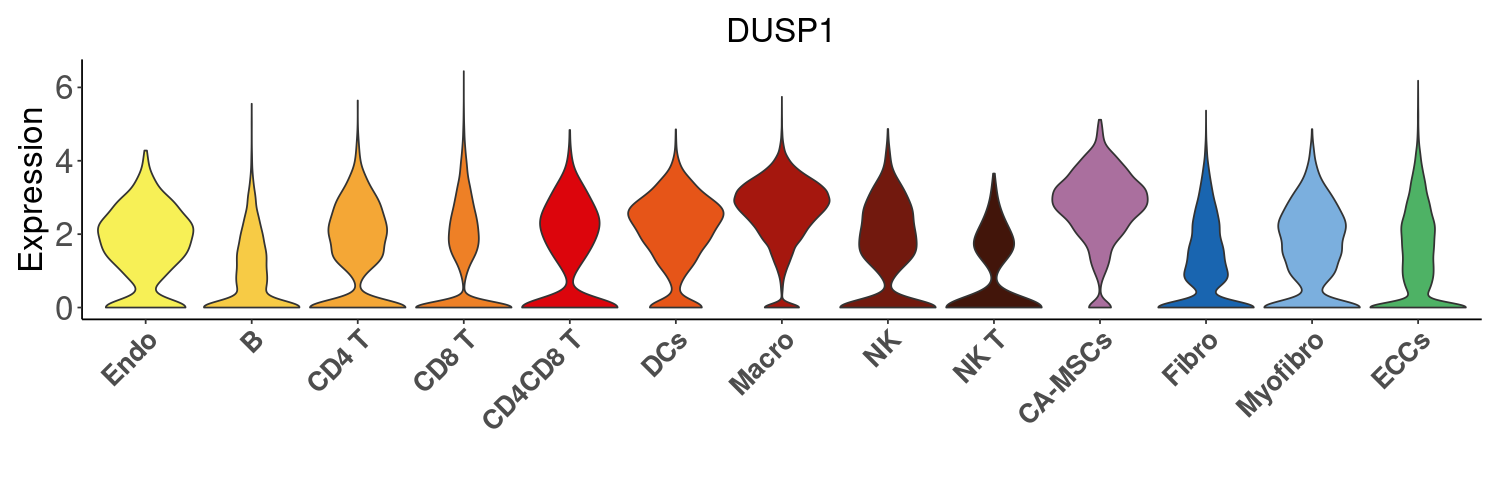 DUSP1
Expression
6
4
2
0
Endo
B
CD4 T
CD8 T
CD4CD8 T
DCs
Macro
NK
NK T
CA-MSCs
Fibro
Myofibro
ECCs